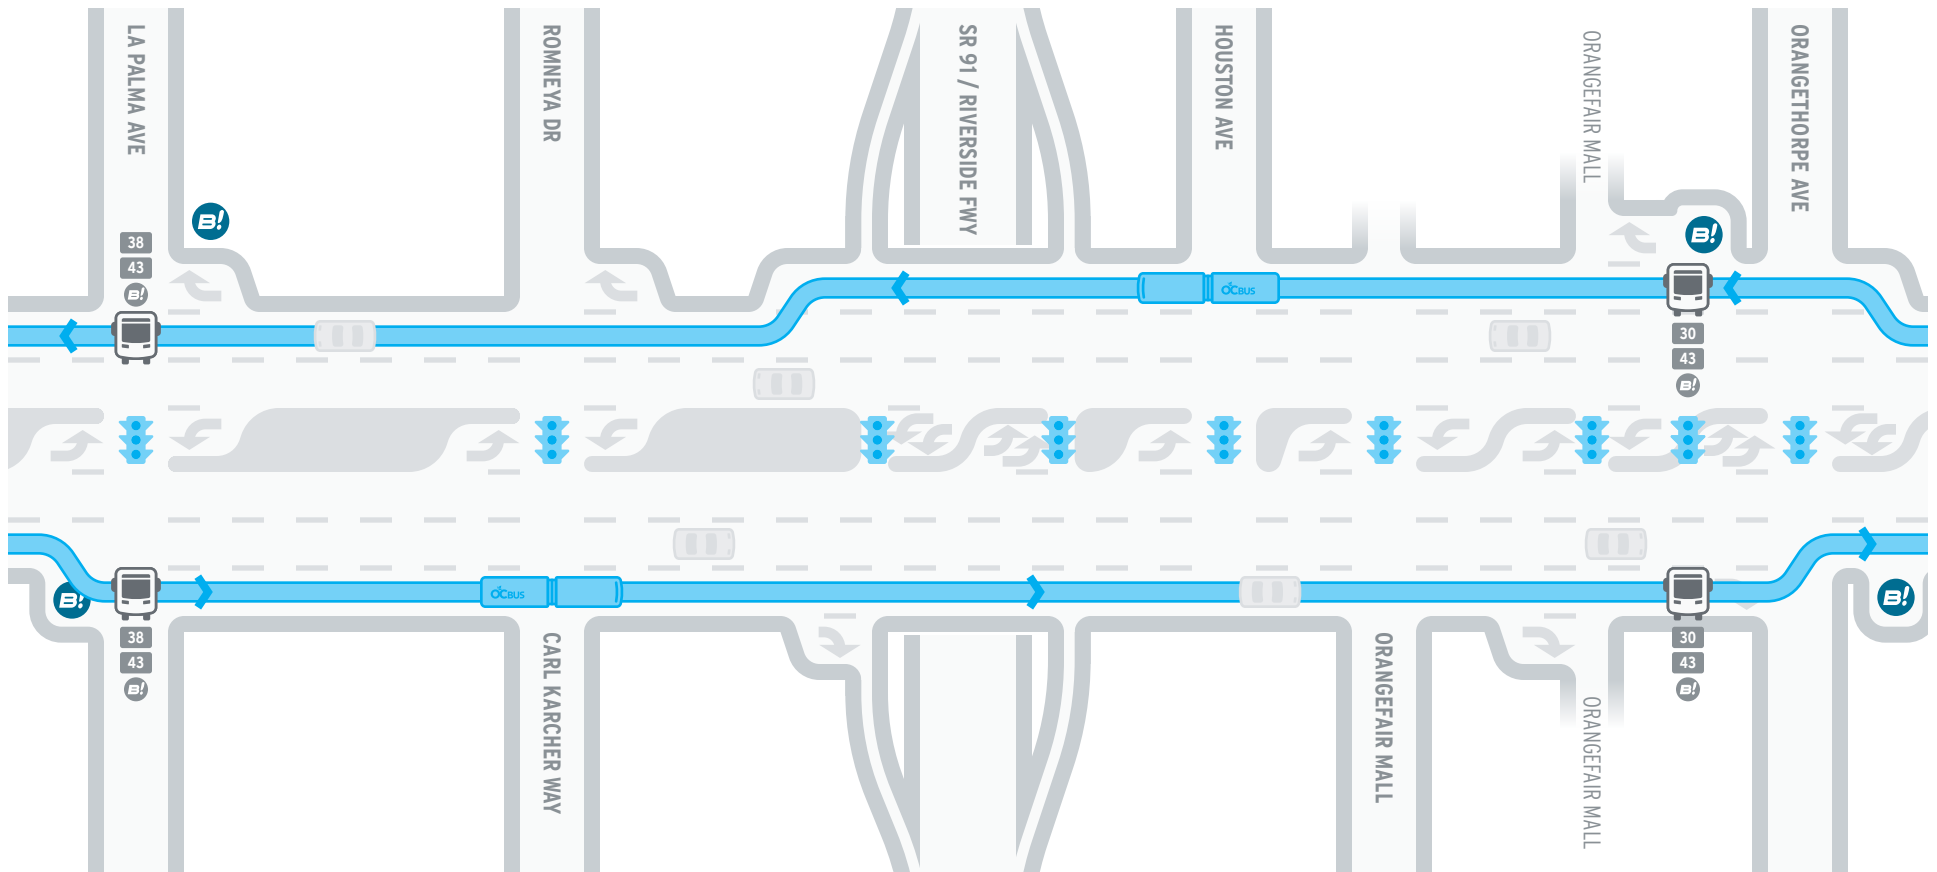 LA PALMA AVE
ROMNEYA DR
SR 91 / RIVERSIDE FWY
HOUSTON AVE
ORANGEFAIR MALL
ORANGETHORPE AVE
B!
B!
38
43
B!
OCBUS
30
43
B!
OCBUS
B!
B!
38
43
B!
30
43
B!
CARL KARCHER WAY
ORANGEFAIR MALL
ORANGEFAIR MALL